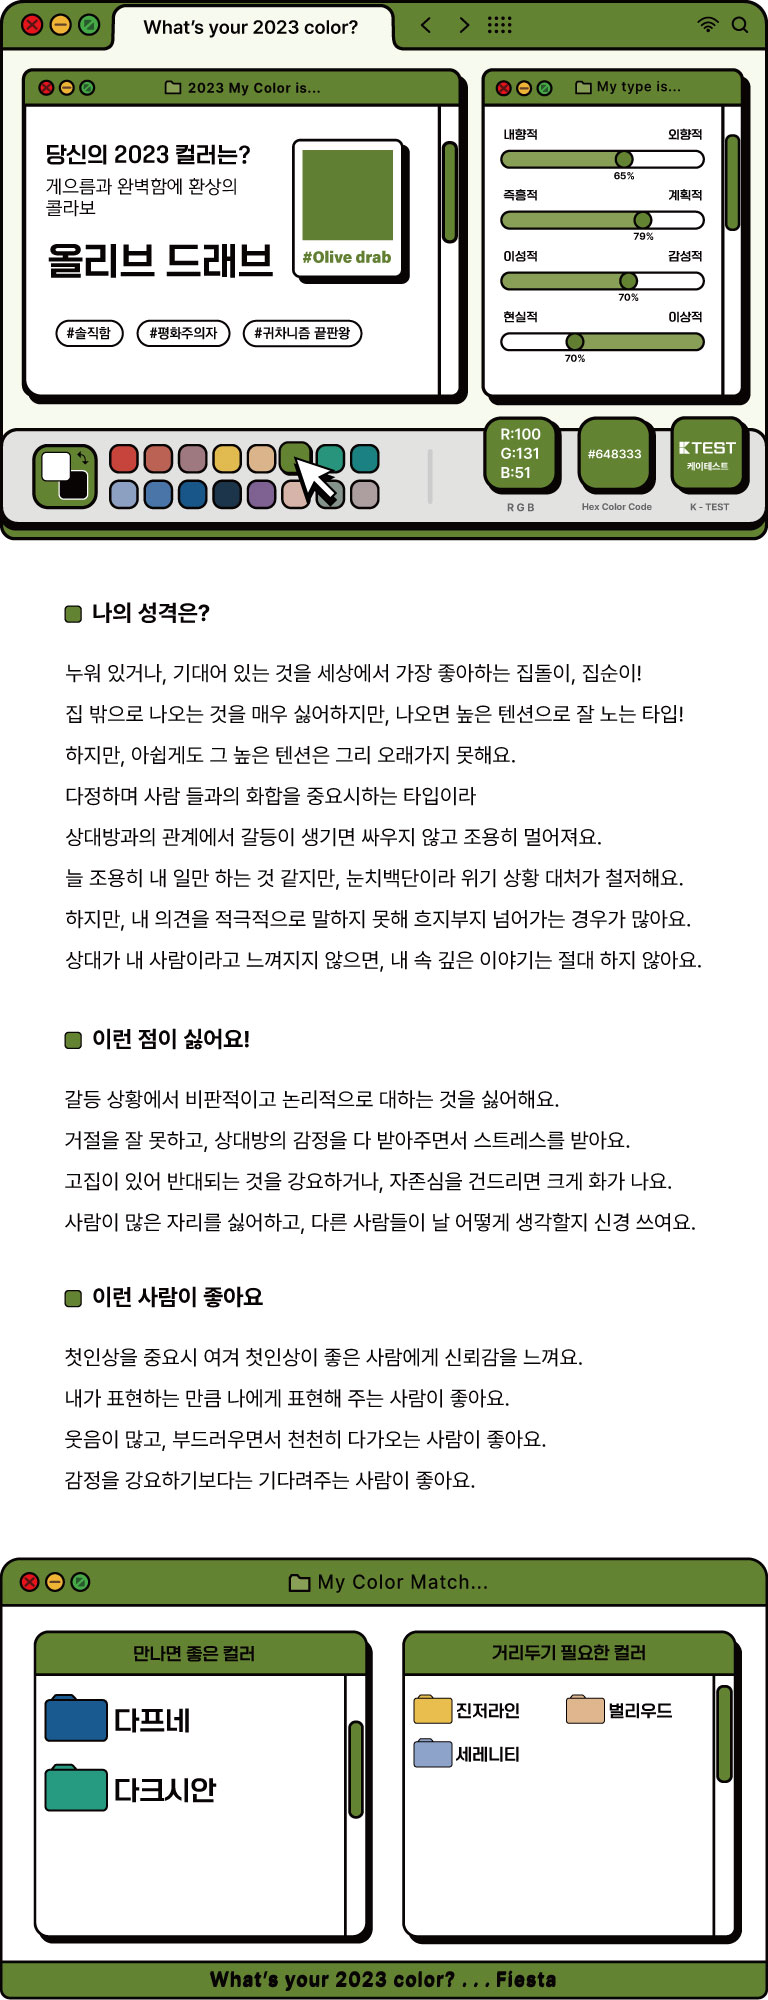 What's your 2023 color?
2023 My Color is...
당신의 2023 컬러는?
게으름과 완벽함에 환상의
콜라보
올리브 드래브
#Olive drab
#솔직함 #평화주의자 #귀차니즘 끝판왕
My type is...
내향적 외향적
65%
즉흥적 계획적
79%
이성적 감성적
70%
현실적 이상적
70%
R:100
G:131
B:51
RGB
#648333
Hex Color Code
KTEST
케이테스트
K - TEST
나의 성격은?
누워 있거나, 기대어 있는 것을 세상에서 가장 좋아하는 집돌이, 집순이!
집 밖으로 나오는 것을 매우 싫어하지만, 나오면 높은 텐션으로 잘 노는 타입!
하지만, 아쉽게도 그 높은 텐션은 그리 오래가지 못해요.
다정하며 사람 들과의 화합을 중요시하는 타입이라
상대방과의 관계에서 갈등이 생기면 싸우지 않고 조용히 멀어져요.
늘 조용히 내 일만 하는 것 같지만, 눈치백단이라 위기 상황 대처가 철저해요.
하지만, 내 의견을 적극적으로 말하지 못해 흐지부지 넘어가는 경우가 많아요.
상대가 내 사람이라고 느껴지지 않으면, 내 속 깊은 이야기는 절대 하지 않아요.
이런 점이 싫어요!
갈등 상황에서 비판적이고 논리적으로 대하는 것을 싫어해요.
거절을 잘 못하고, 상대방의 감정을 다 받아주면서 스트레스를 받아요.
고집이 있어 반대되는 것을 강요하거나, 자존심을 건드리면 크게 화가 나요.
사람이 많은 자리를 싫어하고, 다른 사람들이 날 어떻게 생각할지 신경 쓰여요.
이런 사람이 좋아요
첫인상을 중요시 여겨 첫인상이 좋은 사람에게 신뢰감을 느껴요.
내가 표현하는 만큼 나에게 표현해 주는 사람이 좋아요.
웃음이 많고, 부드러우면서 천천히 다가오는 사람이 좋아요.
감정을 강요하기보다는 기다려주는 사람이 좋아요.
My Color Match...
만나면 좋은 컬러
다프네
다크시안
거리두기 필요한 컬러
진저라인 벌리우드
세레니티
What's your 2023 color? . . . Fiesta